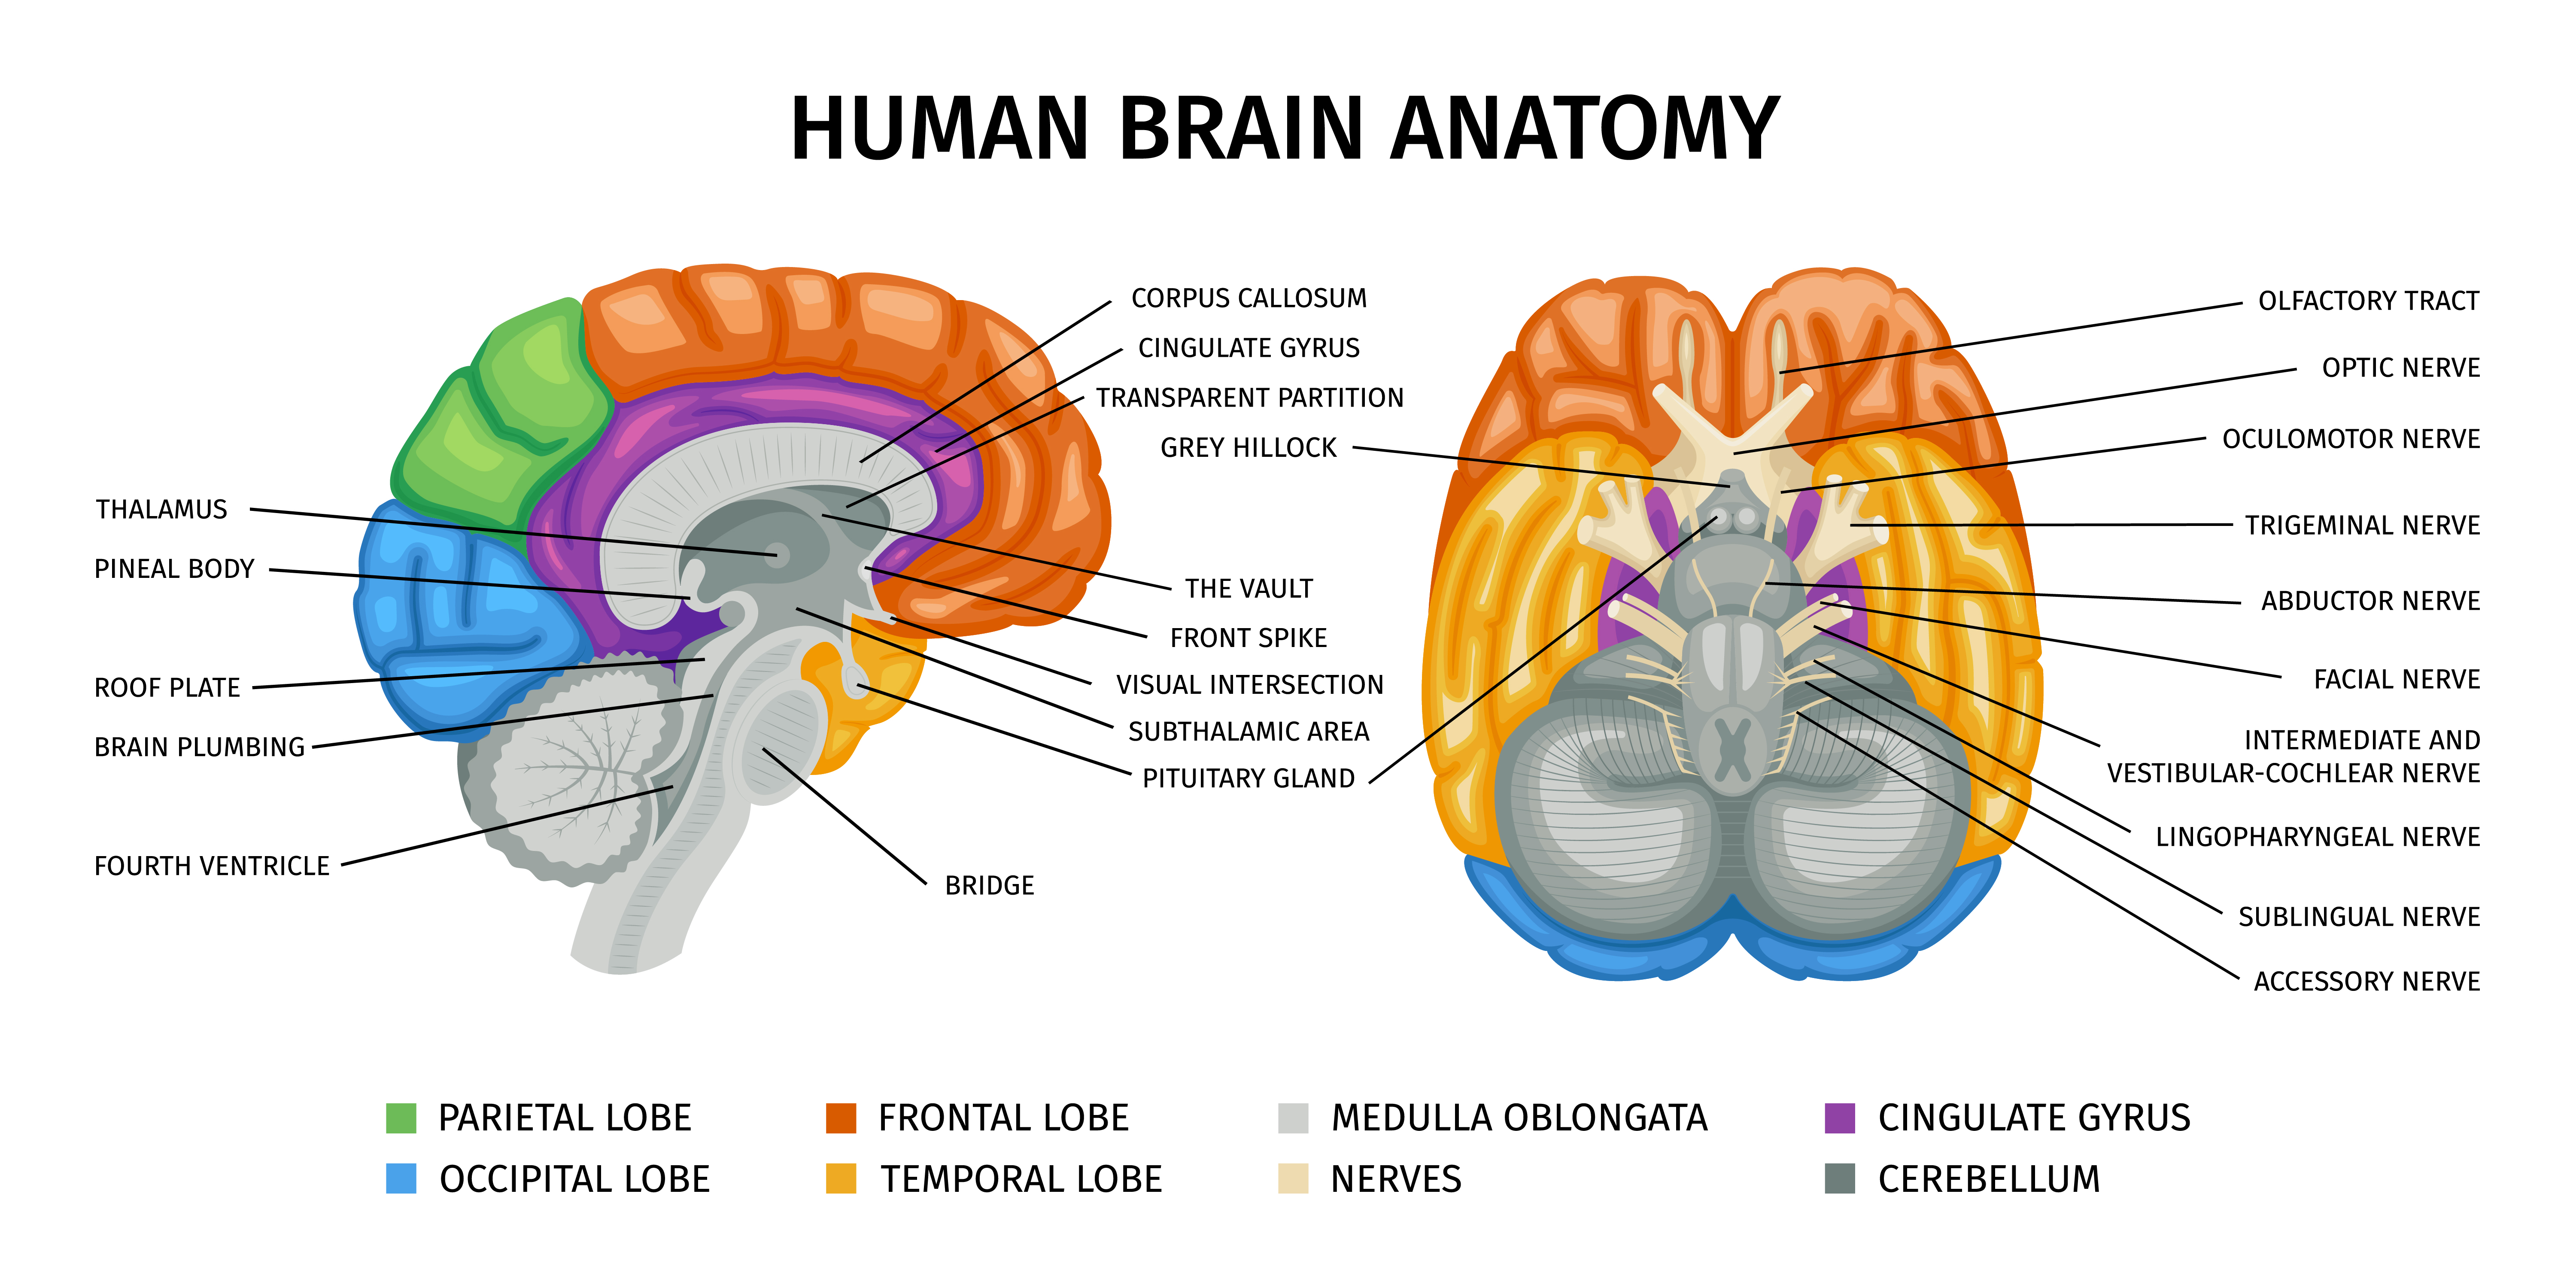 HUMAN BRAIN ANATOMY
THALAMUS
PINEAL BODY
ROOF PLATE
BRAIN PLUMBING
FOURTH VENTRICLE
CORPUS CALLOSUM
CINGULATE GYRUS
TRANSPARENT PARTITION
GREY HILLOCK
THE VAULT
FRONT SPIKE
VISUAL INTERSECTION
SUBTHALAMIC AREA
PITUITARY GLAND
BRIDGE
OLFACTORY TRACT
OPTIC NERVE
OCULOMOTOR NERVE
TRIGEMINAL NERVE
ABDUCTOR NERVE
FACIAL NERVE
INTERMEDIATE AND
VESTIBULAR-COCHLEAR NERVE
LINGOPHARYNGEAL NERVE
SUBLINGUAL NERVE
ACCESSORY NERVE
PARIETAL LOBE
FRONTAL LOBE
MEDULLA OBLONGATA
CINGULATE GYRUS
OCCIPITAL LOBE
TEMPORAL LOBE
NERVES
CEREBELLUM